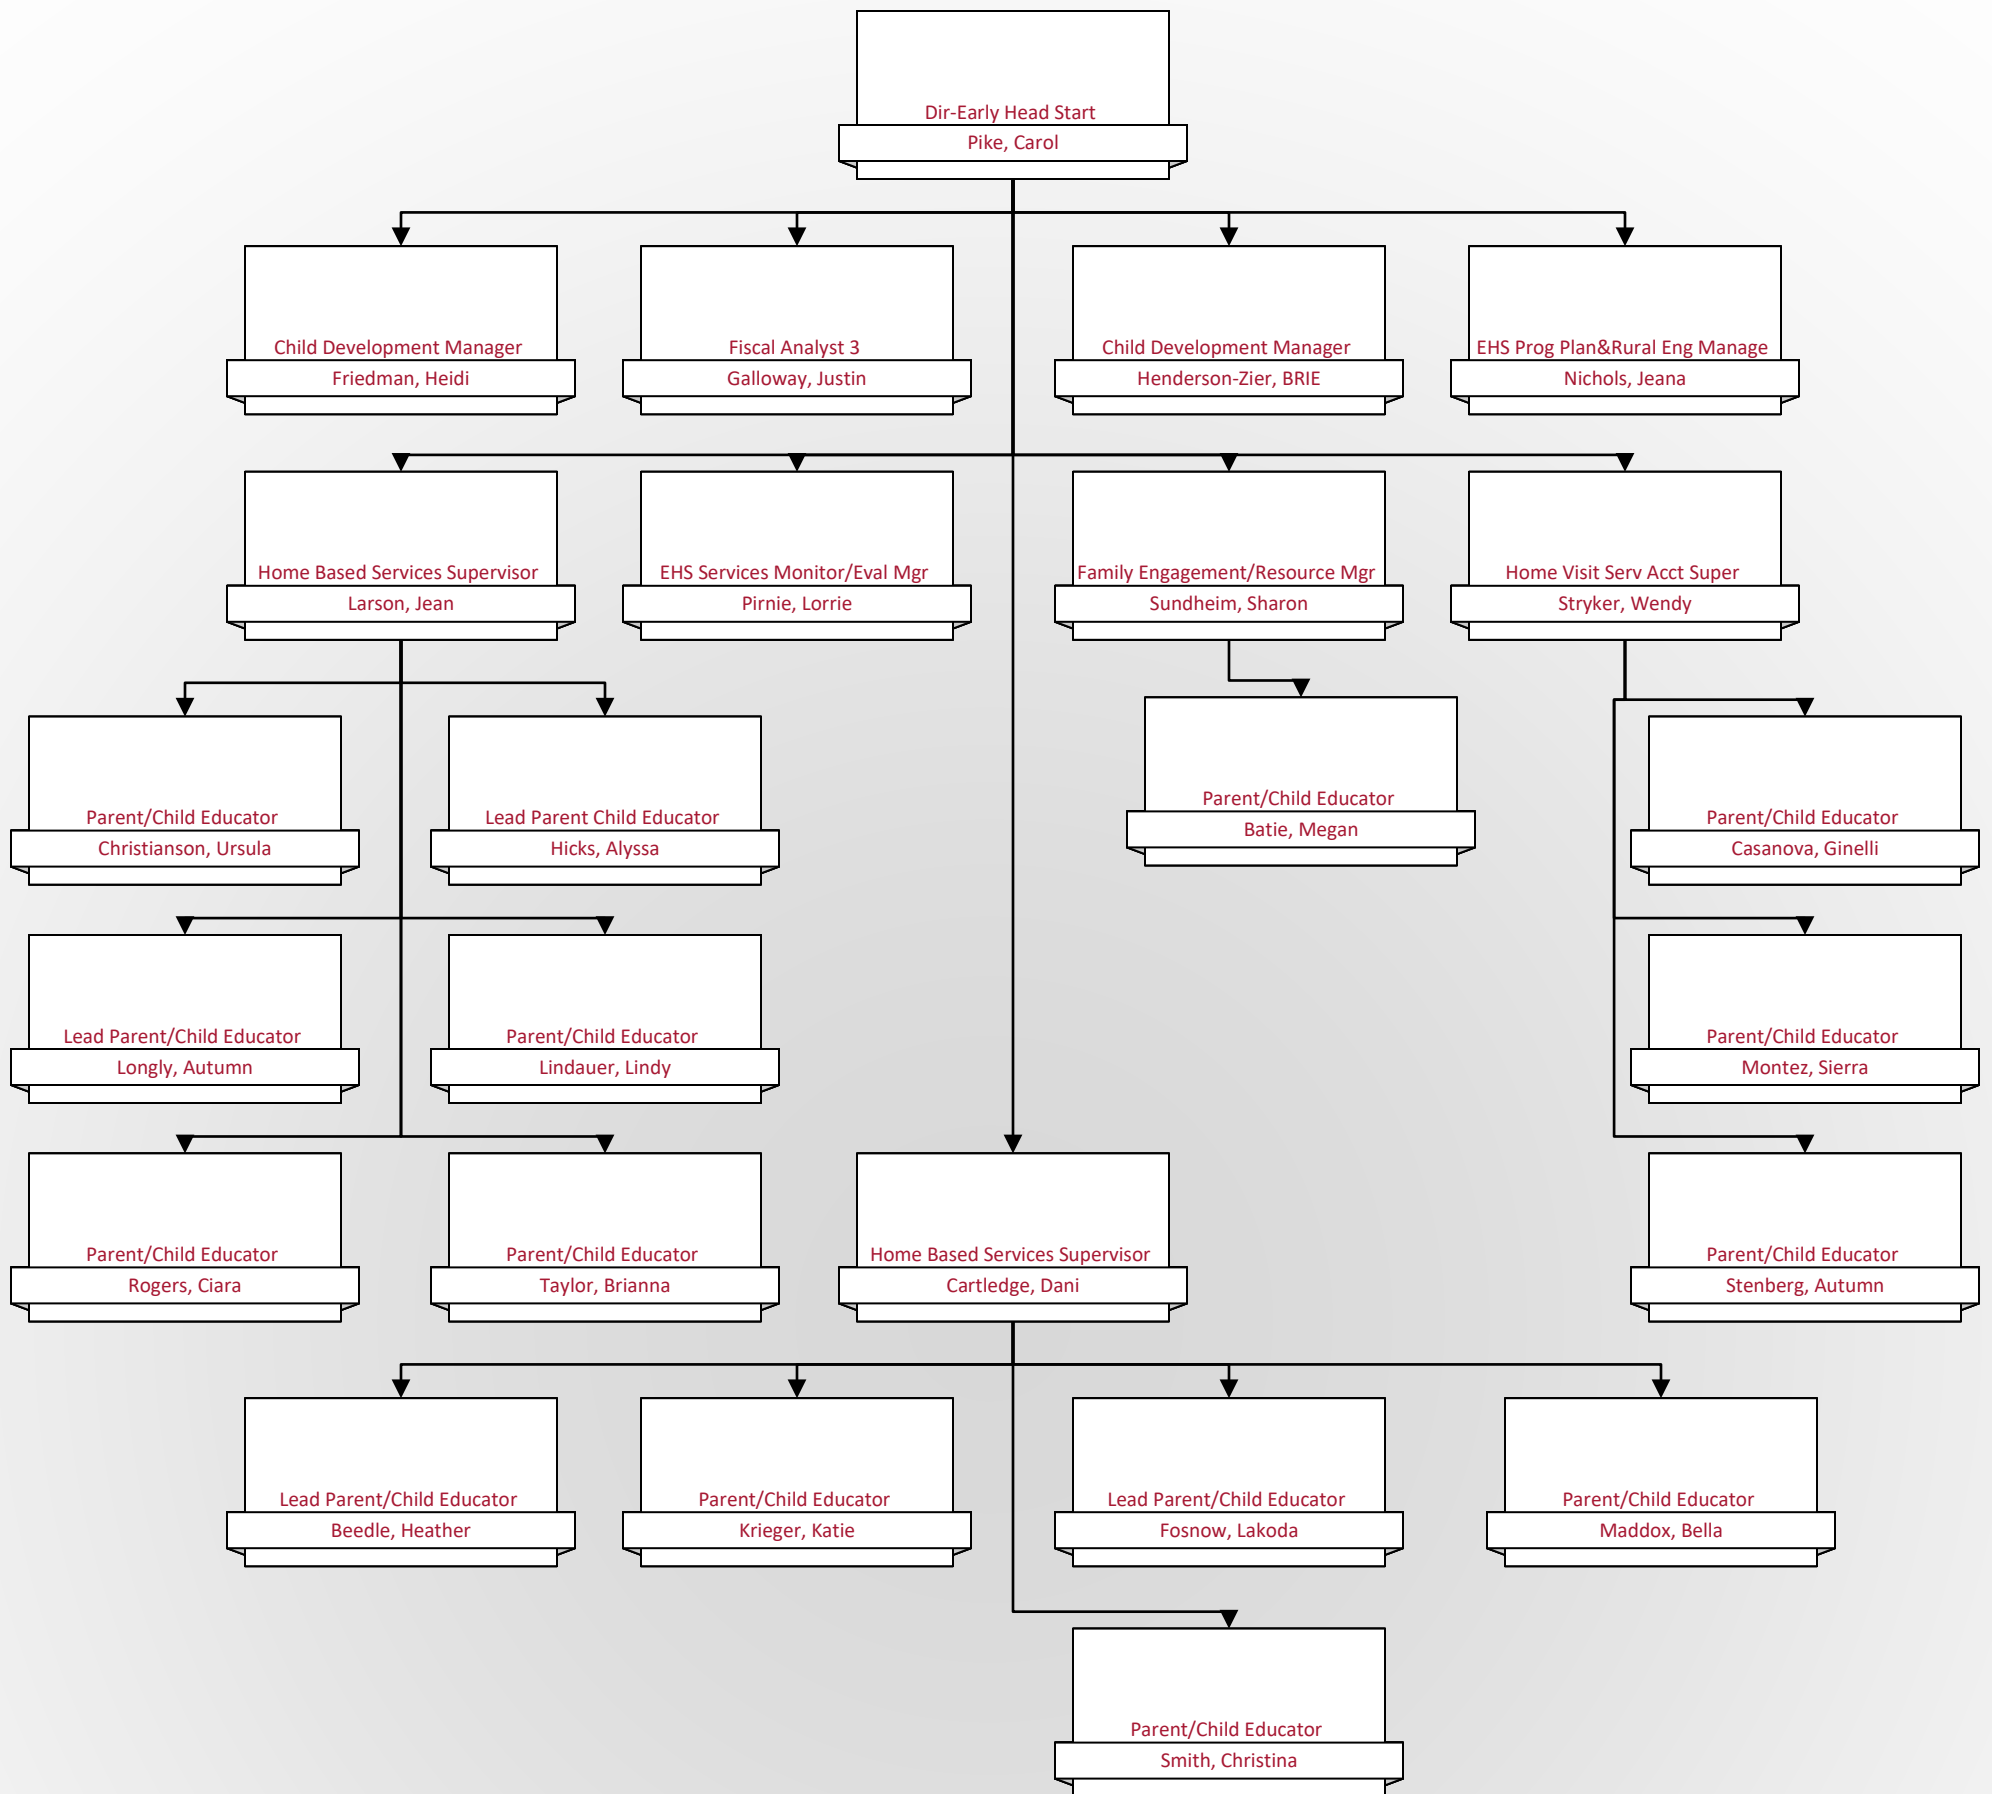 Dir-Early Head Start
Pike, Carol
Child Development Manager
Friedman, Heidi
Fiscal Analyst 3
Galloway, Justin
Child Development Manager
Henderson-Zier, BRIE
EHS Prog Plan&Rural Eng Manage
Nichols, Jeana
Home Based Services Supervisor
Larson, Jean
EHS Services Monitor/Eval Mgr
Pirnie, Lorrie
Family Engagement/Resource Mgr
Sundheim, Sharon
Home Visit Serv Acct Super
Stryker, Wendy
Parent/Child Educator
Christianson, Ursula
Lead Parent Child Educator
Hicks, Alyssa
Parent/Child Educator
Batie, Megan
Parent/Child Educator
Casanova, Ginelli
Lead Parent/Child Educator
Longly, Autumn
Parent/Child Educator
Lindauer, Lindy
Parent/Child Educator
Montez, Sierra
Parent/Child Educator
Rogers, Ciara
Parent/Child Educator
Taylor, Brianna
Home Based Services Supervisor
Cartledge, Dani
Parent/Child Educator
Stenberg, Autumn
Lead Parent/Child Educator
Beedle, Heather
Parent/Child Educator
Krieger, Katie
Lead Parent/Child Educator
Fosnow, Lakoda
Parent/Child Educator
Maddox, Bella
Parent/Child Educator
Smith, Christina